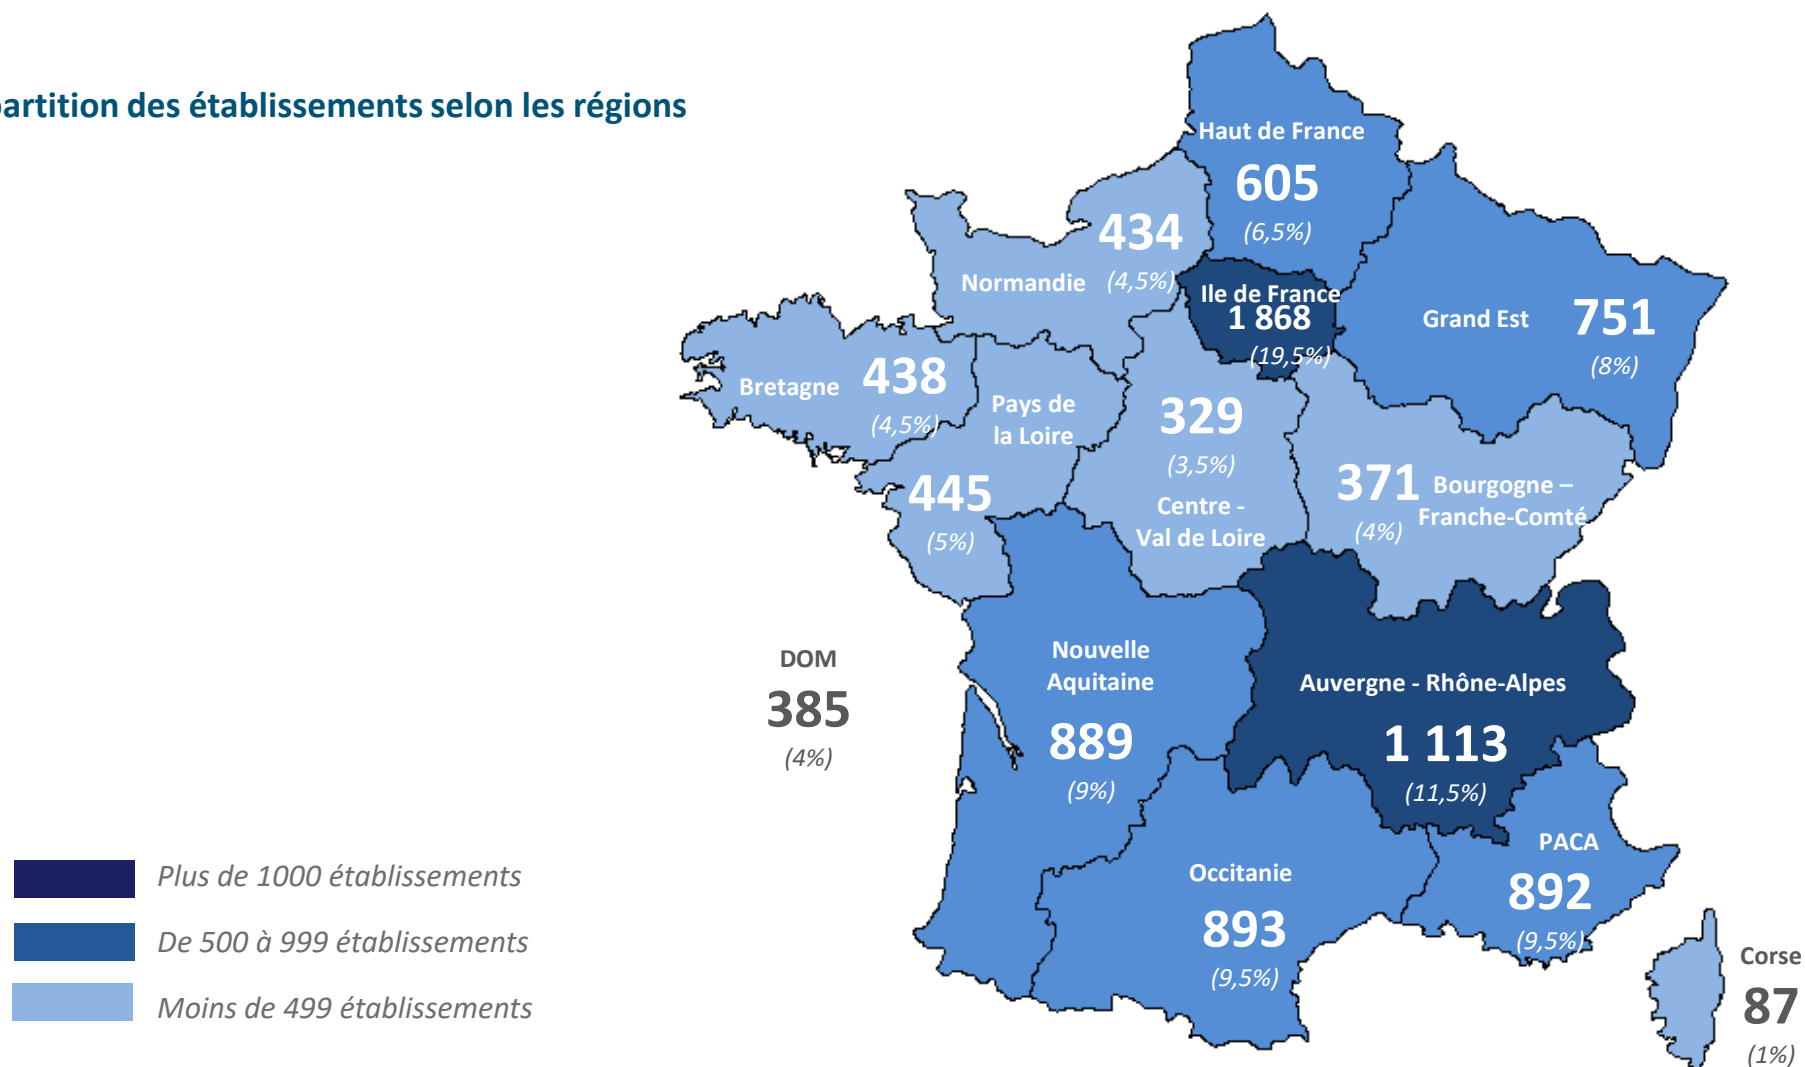 partition des établissements selon les régions
Haut de France
605
(6,5%)
434
Normandie
(4,5%)
Ile de France
1 868
(19,5%)
Grand Est
751
(8%)
Bretagne
438
(4,5%)
Pays de
la Loire
445
(5%)
329
(3,5%)
Centre -
Val de Loire
371
(4%)
Bourgogne –
Franche-Comté
DOM
385
(4%)
Nouvelle
Aquitaine
889
(9%)
Auvergne - Rhône-Alpes
1 113
(11,5%)
Occitanie
893
(9,5%)
PACA
892
(9,5%)
Corse
87
(1%)
Plus de 1000 établissements
De 500 à 999 établissements
Moins de 499 établissements